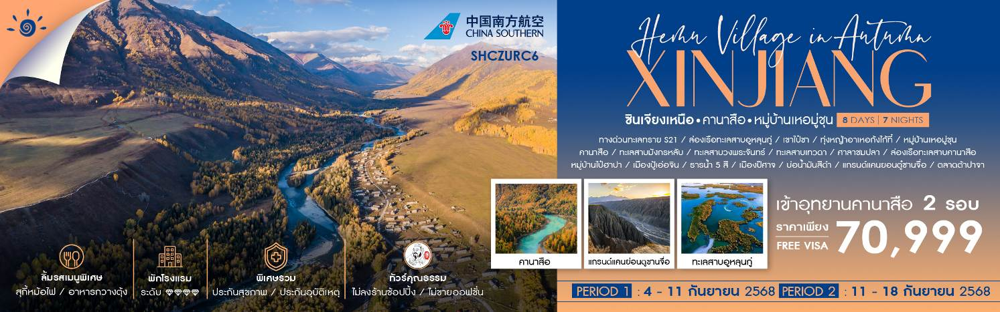 中国南方航空
CHINA SOUTHERN
SHCZURC6
Hemu Village in Autumn
XINJIANG
ซินเจียงเหนือ • คานาสือ • หมู่บ้านเหอมู่ชุน 8 DAYS | 7 NIGHTS
ทางด่วนทะเลทราย S21 / ล่องเรือทะเลสาบอูหลุนกู่ / เขาไป๋ซา / ทุ่งหญ้าอาเหอกังไก้ที่ / หมู่บ้านเหอมู่ชุน
คานาสือ / ทะเลสาบมังกรหลับ / ทะเลสาบวงพระจันทร์ / ทะเลสาบเทวดา / ศาลาชมปลา / ล่องเรือทะเลสาบคานาสือ
หมู่บ้านไป๋ฮาปา / เมืองปู้เอ่อจิน / ธารน้ำ 5 สี / เมืองปีศาจ / บ่อน้ำมันสีดำ / แกรนด์แคนยอนตู๋ซานจื่อ / ตลาดต้าปาจา
เข้าอุทยานคานาสือ 2 รอบ
ราคาเพียง
FREE VISA
70,999
คานาสือ
แกรนด์แคนย่อนตูซานจื่อ
ทะเลสาบอูหลุนกู่
ลิ้มรสเมนูพิเศษ
สุกี้หม้อไฟ / อาหารกวางตุ้ง
พักโรงแรม
ระดับ
พิเศษรวม
ประกันสุขภาพ / ประกันอุบัติเหตุ
ทัวร์คุณธรรม
ไม่ลงร้านช้อปปิ้ง / ไม่ขายออฟชั่น
PERIOD 1 : 4 - 11 กันยายน 2568 PERIOD 2 : 11 - 18 กันยายน 2568